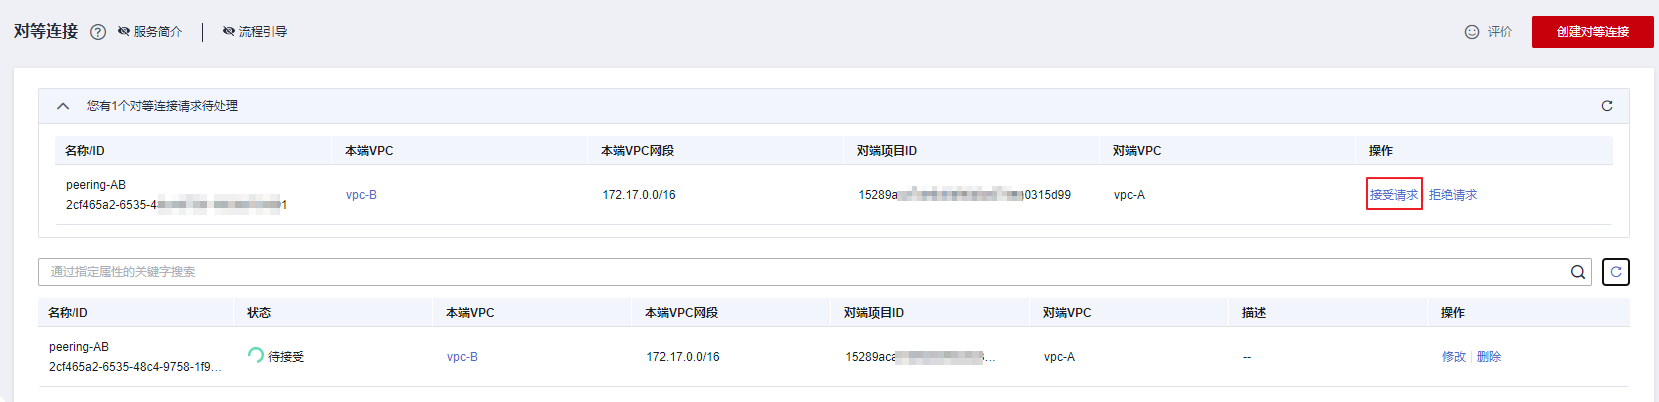 对等连接 服务简介 流程引导 评价 创建对等连接
您有1个对等连接请求待处理
名称/ID 本端VPC 本端VPC网段 对端项目ID 对端VPC 操作
peering-AB
2cf465a2-6535-4 1 vpc-B 172.17.0.0/16 15289a 0315d99 vpc-A 接受请求 拒绝请求
通过指定属性的关键字搜索
名称/ID 状态 本端VPC 本端VPC网段 对端项目ID 对端VPC 描述 操作
peering-AB
2cf465a2-6535-48c4-9758-1f9... 待接受 vpc-B 172.17.0.0/16 15289aca ... vpc-A -- 修改 删除